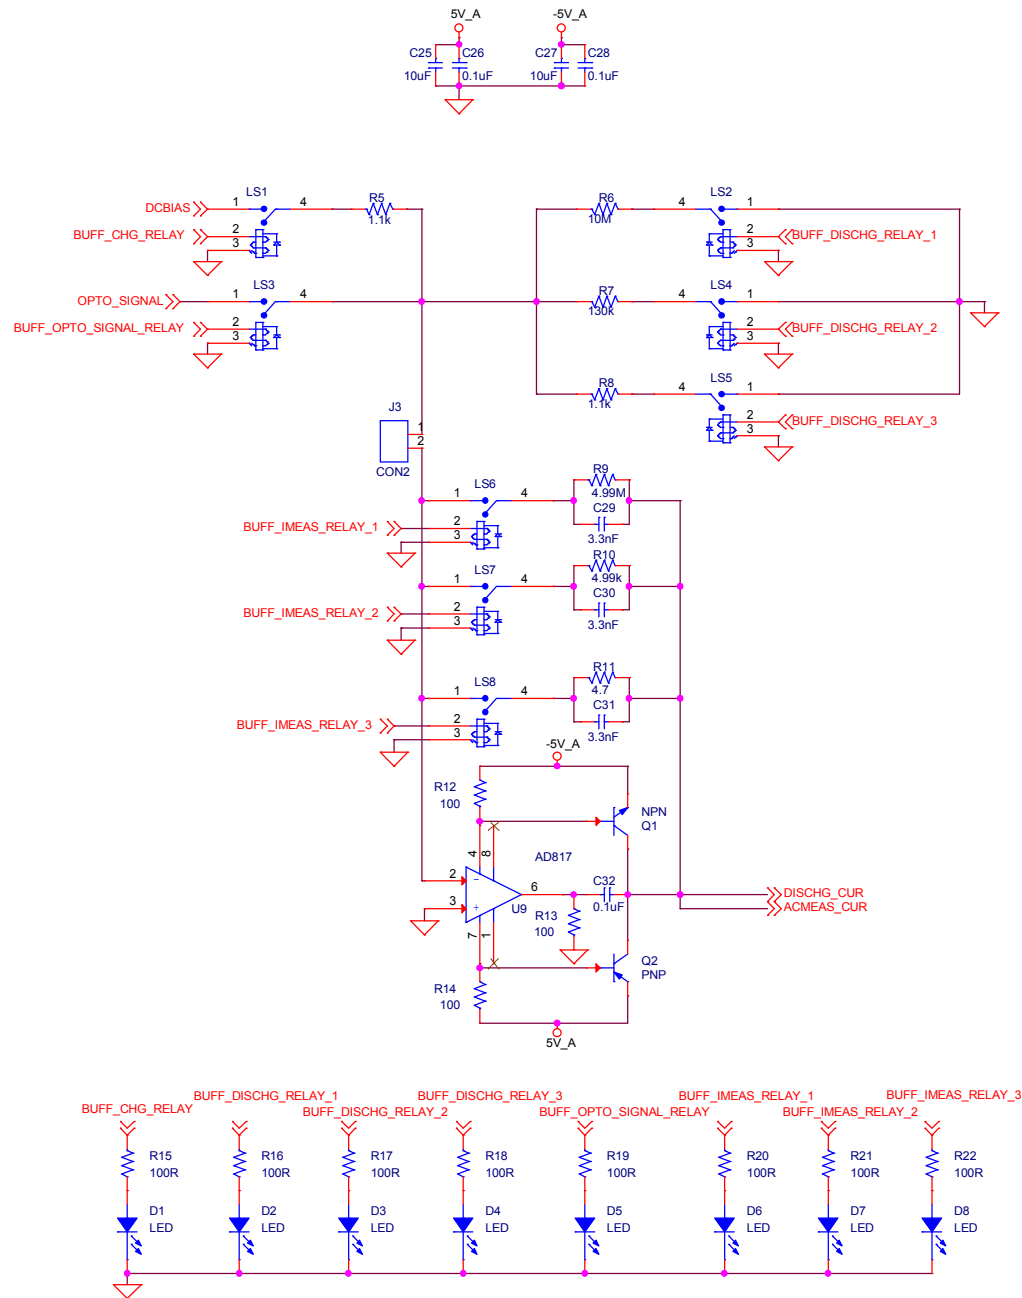 5V_A -5V_A
C25 C26 C27 C28
10uF 0.1uF 10uF 0.1uF
LS1 R5 R6 LS2
DCBIAS 1 4 1.1k 10M 4 1
BUFF_CHG_RELAY 2 2 BUFF_DISCHG_RELAY_1
3 3
LS3 R7 LS4
OPTO_SIGNAL 1 4 130k 4 1
BUFF_OPTO_SIGNAL_RELAY 2 2 BUFF_DISCHG_RELAY_2
3 3
R8 LS5
1.1k 4 1
J3 1 2 BUFF_DISCHG_RELAY_3
2 3
CON2
LS6 R9
1 4 4.99M
BUFF_IMEAS_RELAY_1 2 C29
3 3.3nF
LS7 R10
1 4 4.99k
BUFF_IMEAS_RELAY_2 2 C30
3 3.3nF
LS8 R11
1 4 4.7
BUFF_IMEAS_RELAY_3 2 C31
3 3.3nF
-5V_A
R12
100
NPN
Q1
4 8 AD817
2 - 6 C32 DISCHG_CUR
3 + U9 0.1uF ACMEAS_CUR
7 1 R13
100
Q2
PNP
R14
100
5V_A
BUFF_CHG_RELAY BUFF_DISCHG_RELAY_1 BUFF_DISCHG_RELAY_2 BUFF_DISCHG_RELAY_3 BUFF_OPTO_SIGNAL_RELAY BUFF_IMEAS_RELAY_1 BUFF_IMEAS_RELAY_2 BUFF_IMEAS_RELAY_3
R15 R16 R17 R18 R19 R20 R21 R22
100R 100R 100R 100R 100R 100R 100R 100R
D1 D2 D3 D4 D5 D6 D7 D8
LED LED LED LED LED LED LED LED